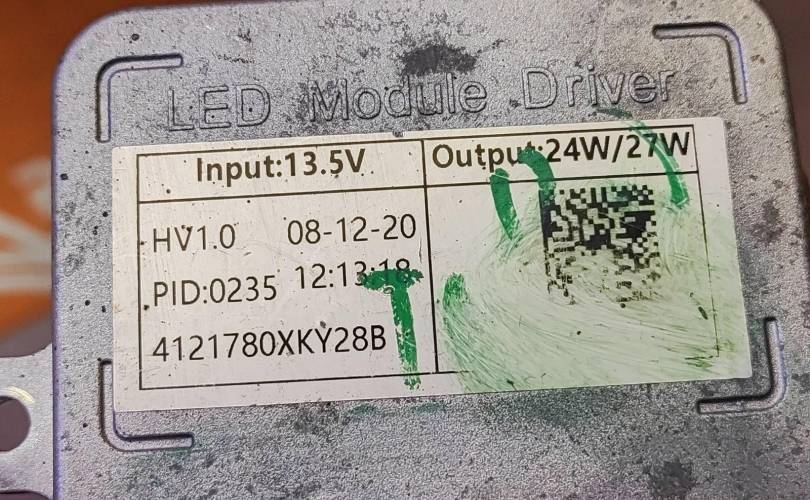 LED Module Driver
Input:13.5V
Output:24W/27W
HV1.0 08-12-20
PID:0235 12:13:18
4121780XKY28B